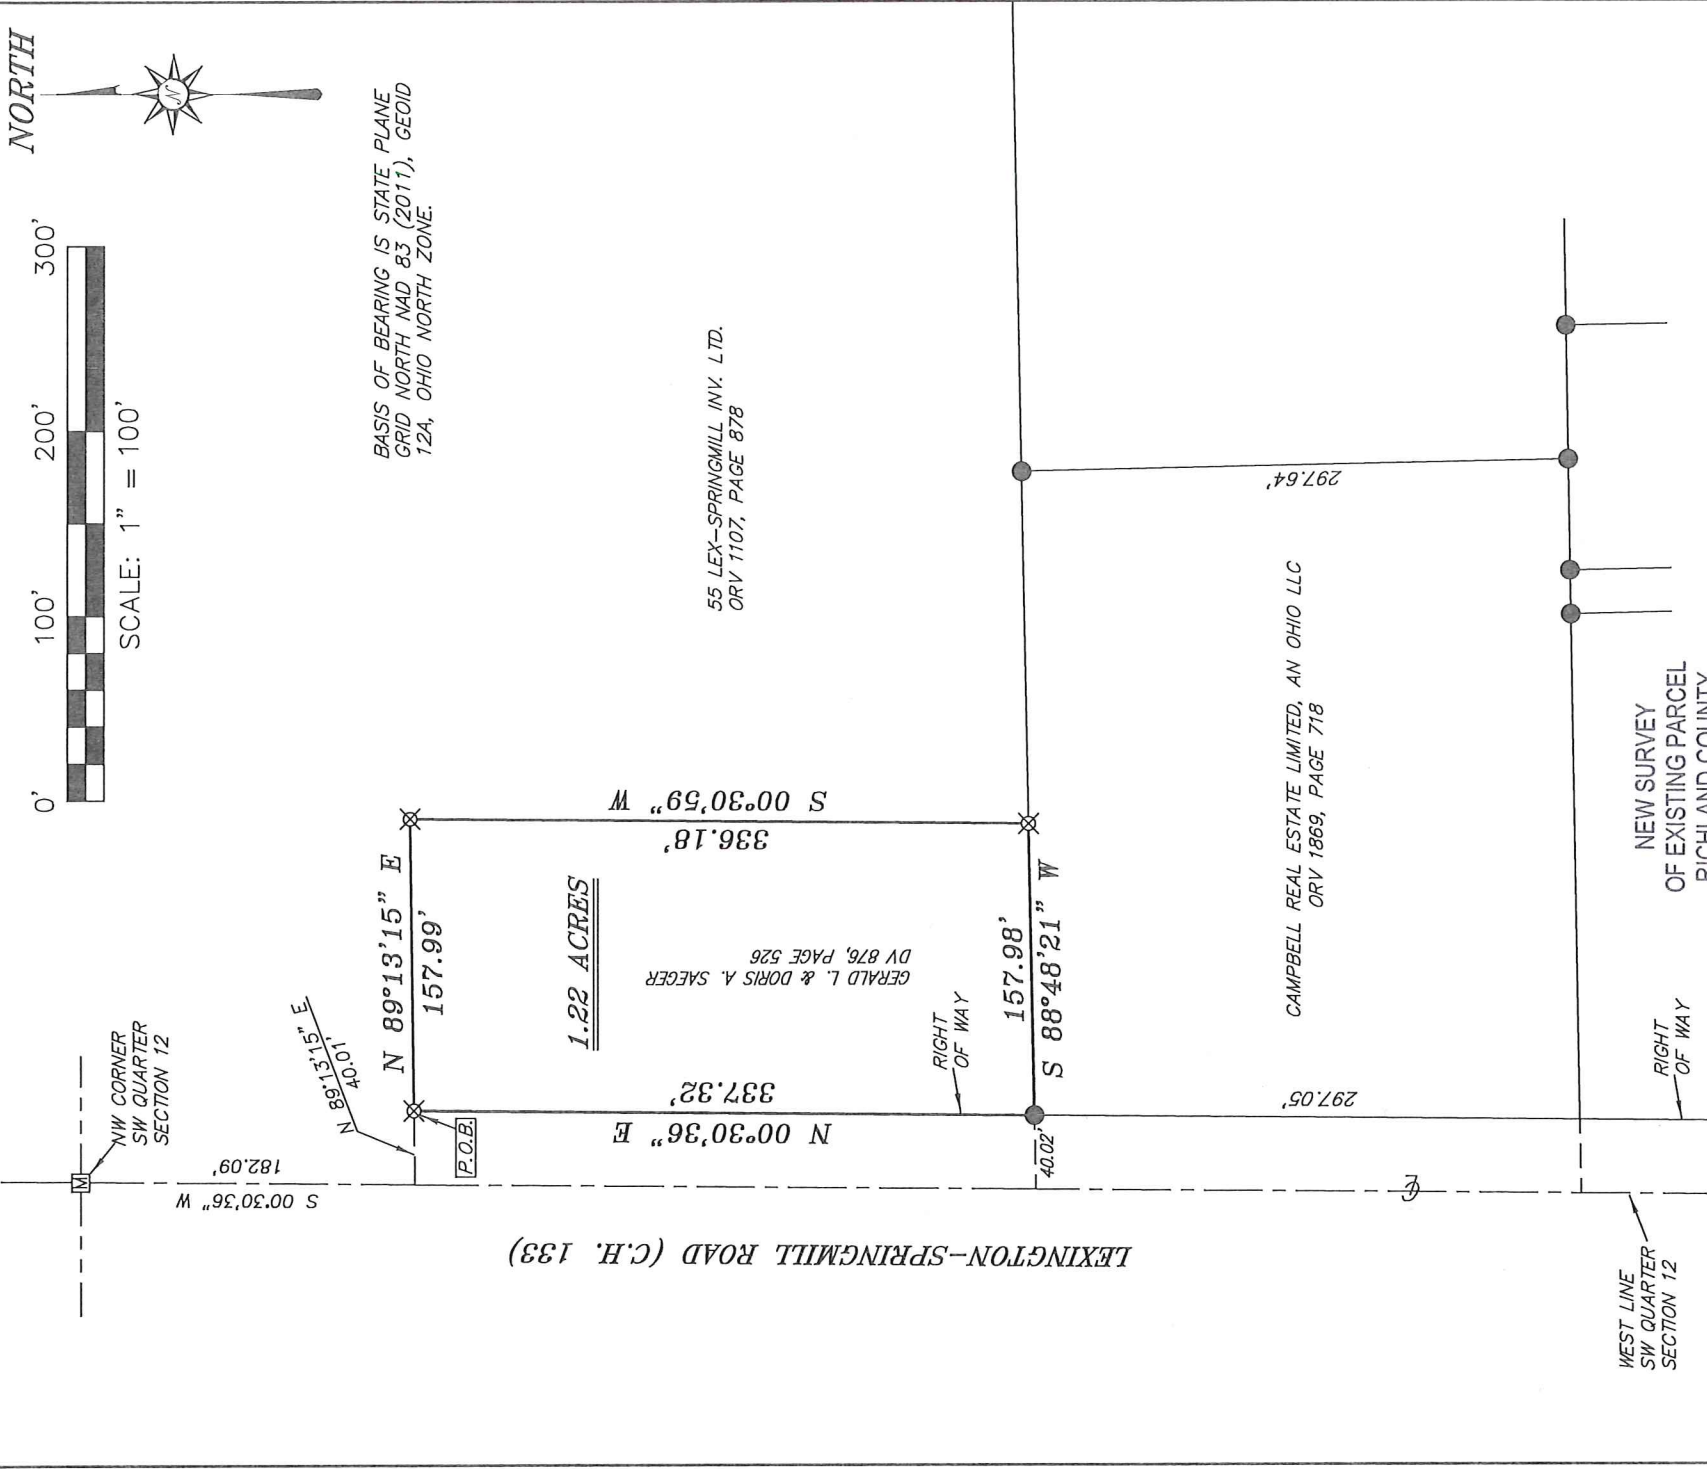 NORTH
N
0' 100' 200' 300'
SCALE: 1" = 100'
BASIS OF BEARING IS STATE PLANE
GRID NORTH NAD 83 (2011), GEOID
12A, OHIO NORTH ZONE.
NW CORNER
SW QUARTER
SECTION 12
M
S 00°30'36" W
182.09'
N 89°13'15" E
40.01'
P.O.B.
N 89°13'15" E
157.99'
S 00°30'59" W
336.18'
1.22 ACRES
GERALD L. & DORIS A. SAEGER
DV 876, PAGE 526
N 00°30'36" E
337.32'
RIGHT
OF WAY
157.98'
S 88°48'21" W
40.02'
55 LEX-SPRINGMILL INV. LTD.
ORV 1107, PAGE 878
297.64'
CAMPBELL REAL ESTATE LIMITED, AN OHIO LLC
ORV 1869, PAGE 718
297.05'
LEXINGTON-SPRINGMILL ROAD (C.H. 133)
RIGHT
OF WAY
WEST LINE
SW QUARTER
SECTION 12
NEW SURVEY
OF EXISTING PARCEL
RICHLAND COUNTY